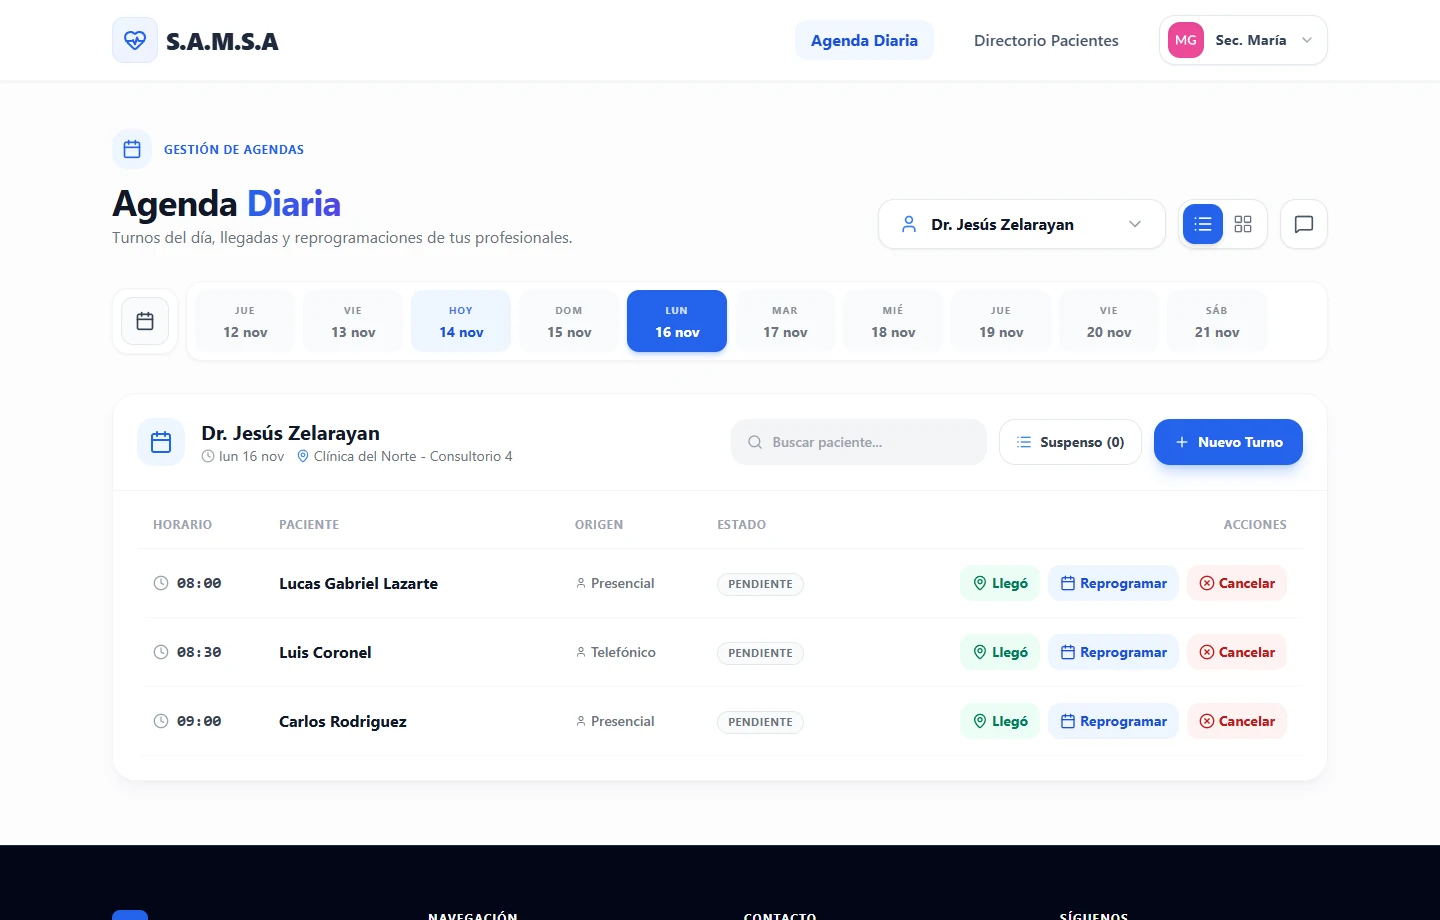 S.A.M.S.A
Agenda Diaria
Directorio Pacientes
MG
Sec. María
GESTIÓN DE AGENDAS
Agenda Diaria
Turnos del día, llegadas y reprogramaciones de tus profesionales.
Dr. Jesús Zelarayan
JUE
12 nov
VIE
13 nov
HOY
14 nov
DOM
15 nov
LUN
16 nov
MAR
17 nov
MIÉ
18 nov
JUE
19 nov
VIE
20 nov
SÁB
21 nov
Dr. Jesús Zelarayan
lun 16 nov Clínica del Norte - Consultorio 4
Buscar paciente...
Suspenso (0)
Nuevo Turno
HORARIO PACIENTE ORIGEN ESTADO ACCIONES
08:00 Lucas Gabriel Lazarte Presencial PENDIENTE Llegó Reprogramar Cancelar
08:30 Luis Coronel Telefónico PENDIENTE Llegó Reprogramar Cancelar
09:00 Carlos Rodriguez Presencial PENDIENTE Llegó Reprogramar Cancelar
NAVEGACIÓN CONTACTO SÍGUENOS